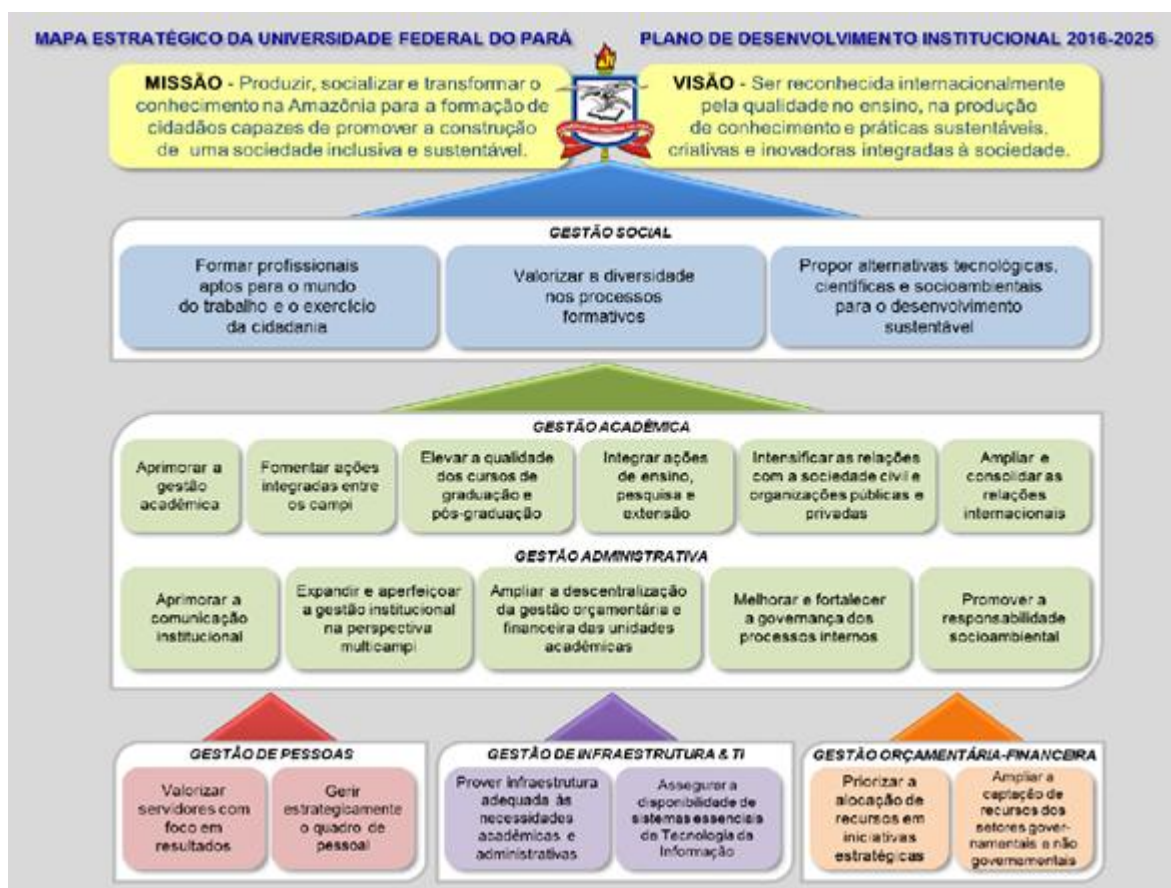 MAPA ESTRATÉGICO DA UNIVERSIDADE FEDERAL DO PARÁ
PLANO DE DESENVOLVIMENTO INSTITUCIONAL 2016-2025
MISSÃO - Produzir, socializar e transformar o
conhecimento na Amazônia para a formação de
cidadãos capazes de promover a construção
de uma sociedade inclusiva e sustentável.
VISÃO - Ser reconhecida internacionalmente
pela qualidade no ensino, na produção
de conhecimento e práticas sustentáveis,
criativas e inovadoras integradas à sociedade.
GESTÃO SOCIAL
Formar profissionais
aptos para o mundo
do trabalho e o exercício
da cidadania
Valorizar a diversidade
nos processos
formativos
Propor alternativas tecnológicas,
científicas e socioambientais
para o desenvolvimento
sustentável
GESTÃO ACADÊMICA
Aprimorar a
gestão
acadêmica
Fomentar ações
integradas entre
os campi
Elevar a qualidade
dos cursos de
graduação e
pós-graduação
Integrar ações
de ensino,
pesquisa e
extensão
Intensificar as relações
com a sociedade civil e
organizações públicas e
privadas
Ampliar e
consolidar as
relações
internacionais
GESTÃO ADMINISTRATIVA
Aprimorar a
comunicação
institucional
Expandir e aperfeiçoar
a gestão institucional
na perspectiva
multicampi
Ampliar a descentralização
da gestão orçamentária e
financeira das unidades
acadêmicas
Melhorar e fortalecer
a governança dos
processos internos
Promover a
responsabilidade
socioambiental
GESTÃO DE PESSOAS
Valorizar
servidores com
foco em
resultados
Gerir
estrategicamente
o quadro de
pessoal
GESTÃO DE INFRAESTRUTURA & TI
Prover infraestrutura
adequada às
necessidades
acadêmicas e
administrativas
Assegurar a
disponibilidade de
sistemas essenciais
de Tecnologia da
Informação
GESTÃO ORÇAMENTÁRIA-FINANCEIRA
Priorizar a
alocação de
recursos em
iniciativas
estratégicas
Ampliar a
captação de
recursos dos
setores gover-
namentais e não
governamentais